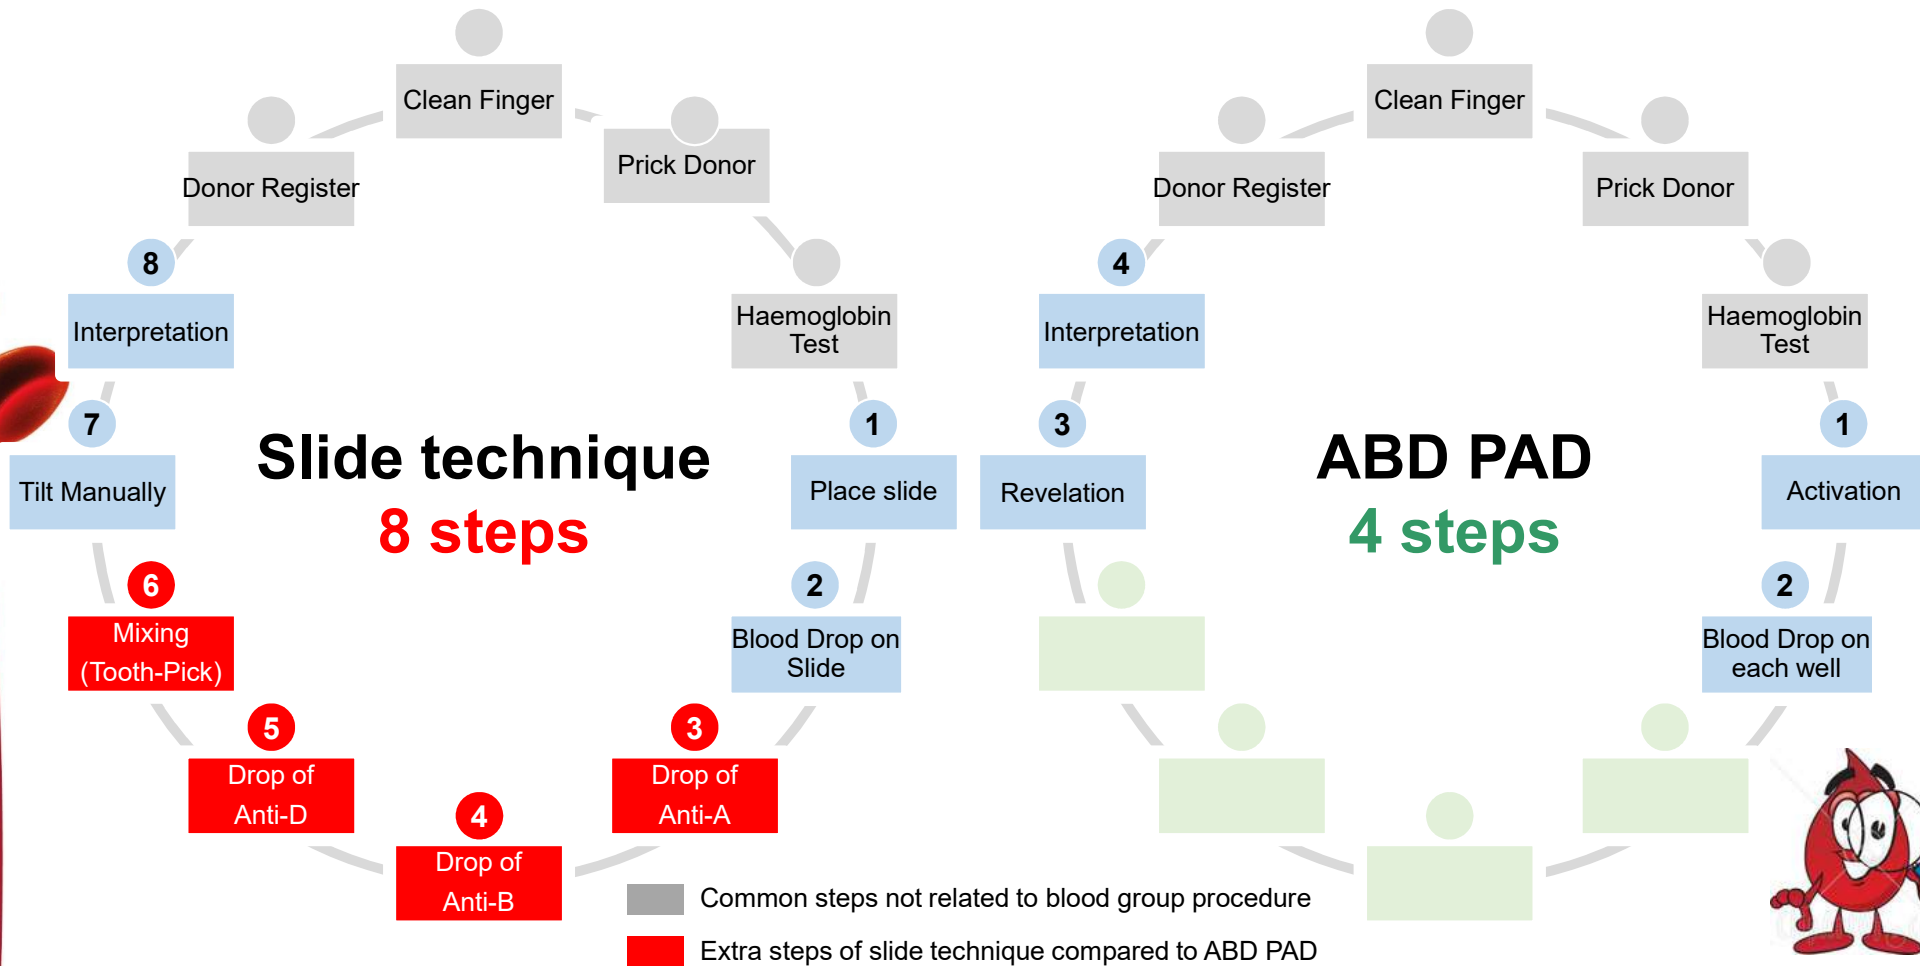 Clean Finger
Prick Donor
Donor Register
Haemoglobin
Test
8
Interpretation
7
Tilt Manually
1
Place slide
Slide technique
8 steps
6
Mixing
(Tooth-Pick)
2
Blood Drop on
Slide
5
Drop of
Anti-D
4
Drop of
Anti-B
3
Drop of
Anti-A
Clean Finger
Donor Register
Prick Donor
Haemoglobin
Test
4
Interpretation
3
Revelation
1
Activation
ABD PAD
4 steps
2
Blood Drop on
each well
Common steps not related to blood group procedure
Extra steps of slide technique compared to ABD PAD